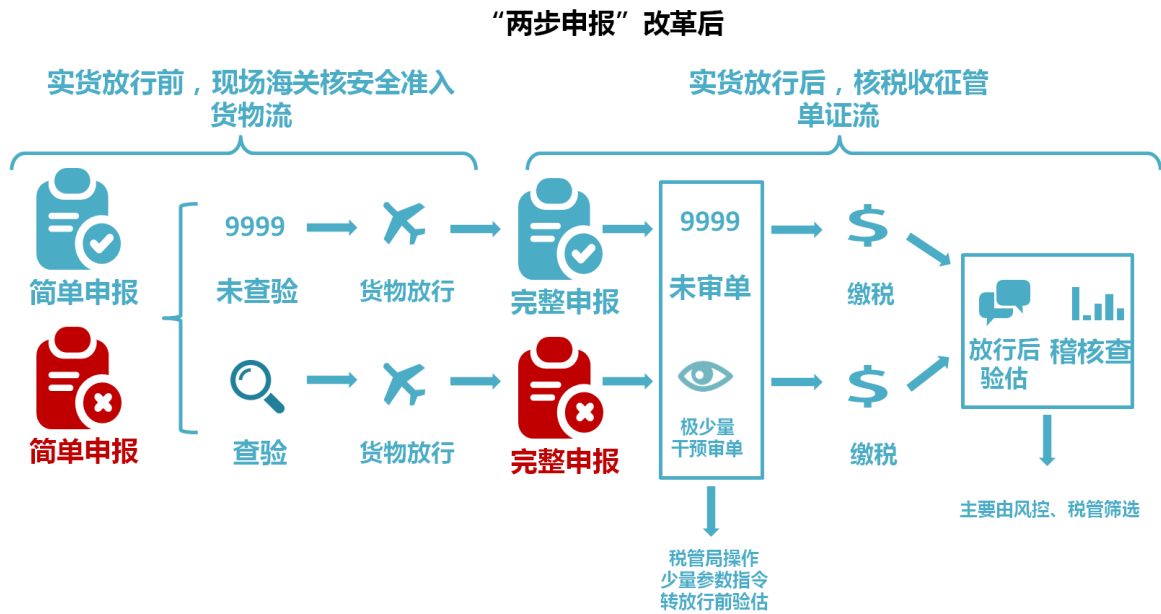 “两步申报”改革后
实货放行前，现场海关核安全准入
货物流
实货放行后，核税收征管
单证流
简单申报
9999
未查验
货物放行
完整申报
9999
未审单
缴税
简单申报
查验
货物放行
完整申报
极少量
干预审单
缴税
放行后
验估
稽核查
主要由风控、税管筛选
税管局操作
少量参数指令
转放行前验估